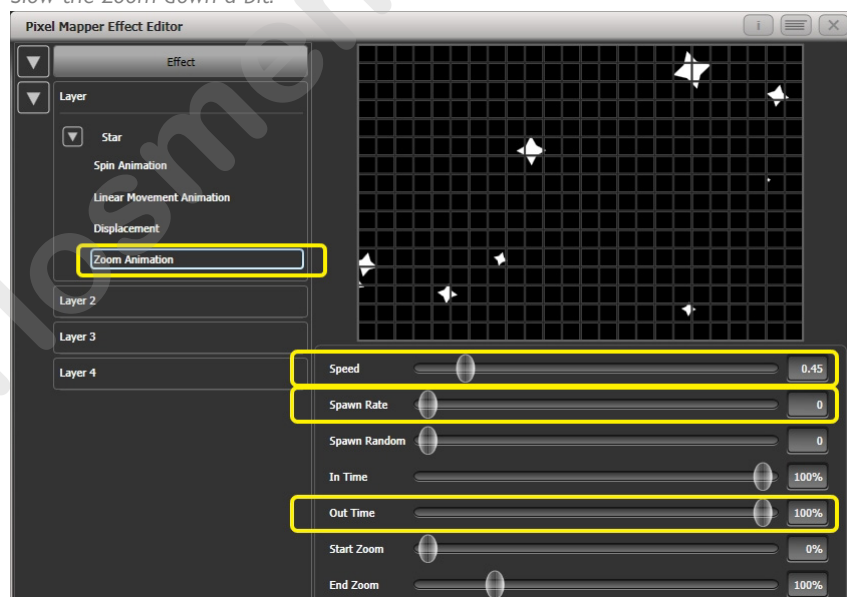 Slow the Zoom down a bit.
Pixel Mapper Effect Editor
i
Effect
Layer
Star
Spin Animation
Linear Movement Animation
Displacement
Zoom Animation
Layer 2
Layer 3
Layer 4
Speed 0.45
Spawn Rate 0
Spawn Random 0
In Time 100%
Out Time 100%
Start Zoom 0%
End Zoom 100%